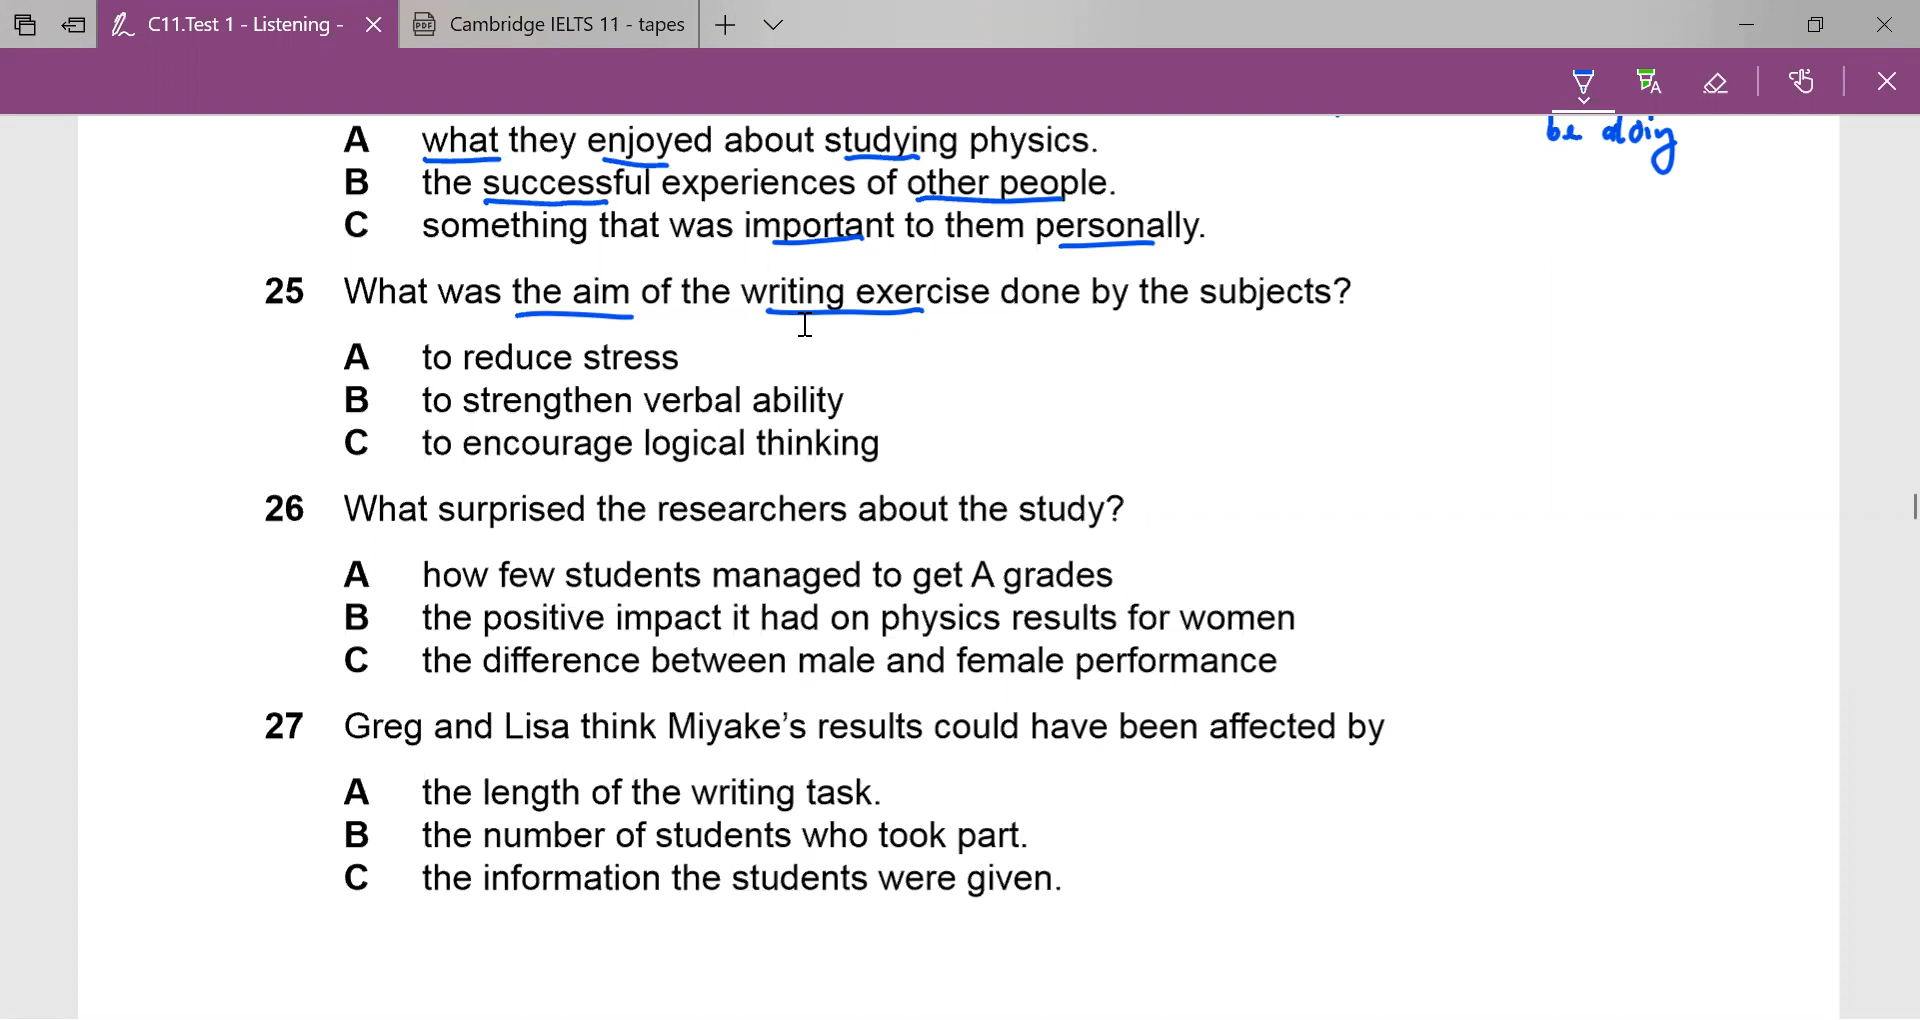 C11.Test 1 - Listening -
Cambridge IELTS 11 - tapes
be doing
A what they enjoyed about studying physics.
B the successful experiences of other people.
C something that was important to them personally.
25 What was the aim of the writing exercise done by the subjects?
A to reduce stress
B to strengthen verbal ability
C to encourage logical thinking
26 What surprised the researchers about the study?
A how few students managed to get A grades
B the positive impact it had on physics results for women
C the difference between male and female performance
27 Greg and Lisa think Miyake's results could have been affected by
A the length of the writing task.
B the number of students who took part.
C the information the students were given.